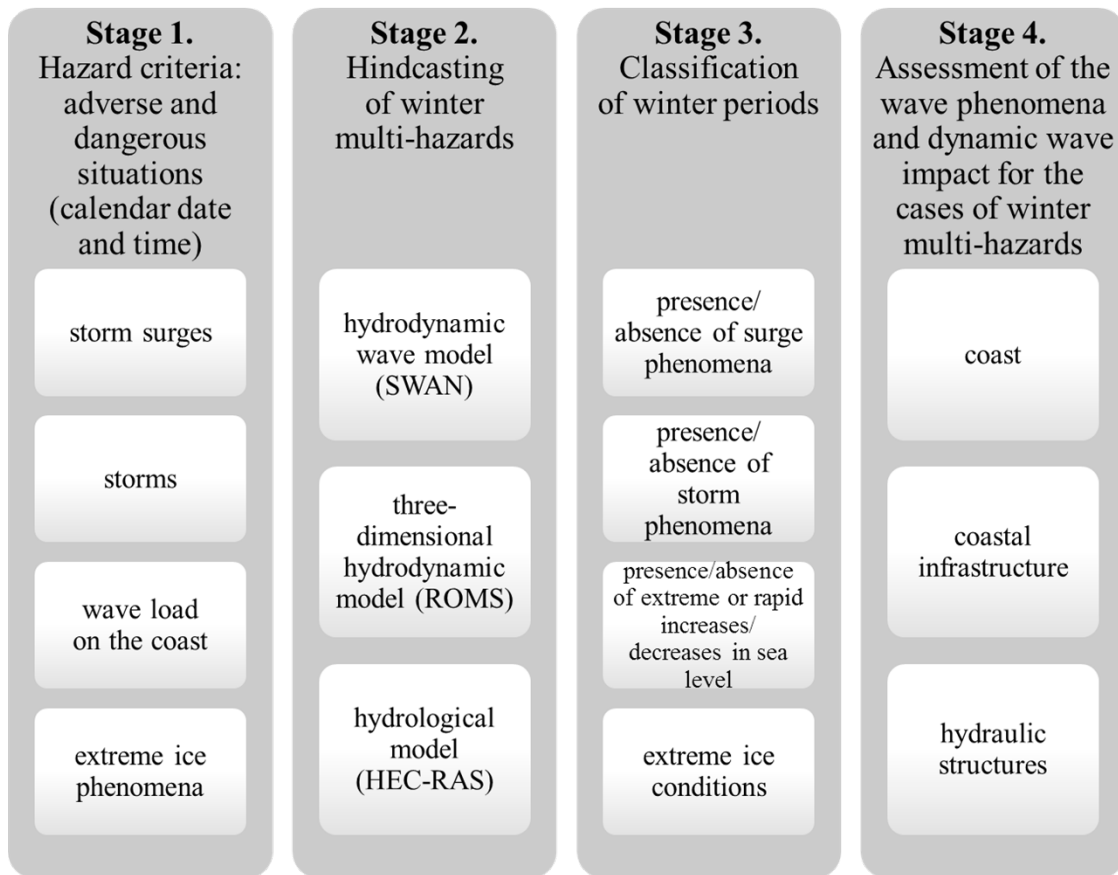 Stage 1.
Hazard criteria:
adverse and
dangerous
situations
(calendar date
and time)
storm surges
storms
wave load
on the coast
extreme ice
phenomena
Stage 2.
Hindcasting
of winter
multi-hazards
hydrodynamic
wave model
(SWAN)
three-
dimensional
hydrodynamic
model (ROMS)
hydrological
model
(HEC-RAS)
Stage 3.
Classification
of winter periods
presence/
absence of surge
phenomena
presence/
absence of
storm
phenomena
presence/absence
of extreme or rapid
increases/
decreases in sea
level
extreme ice
conditions
Stage 4.
Assessment of the
wave phenomena
and dynamic wave
impact for the
cases of winter
multi-hazards
coast
coastal
infrastructure
hydraulic
structures